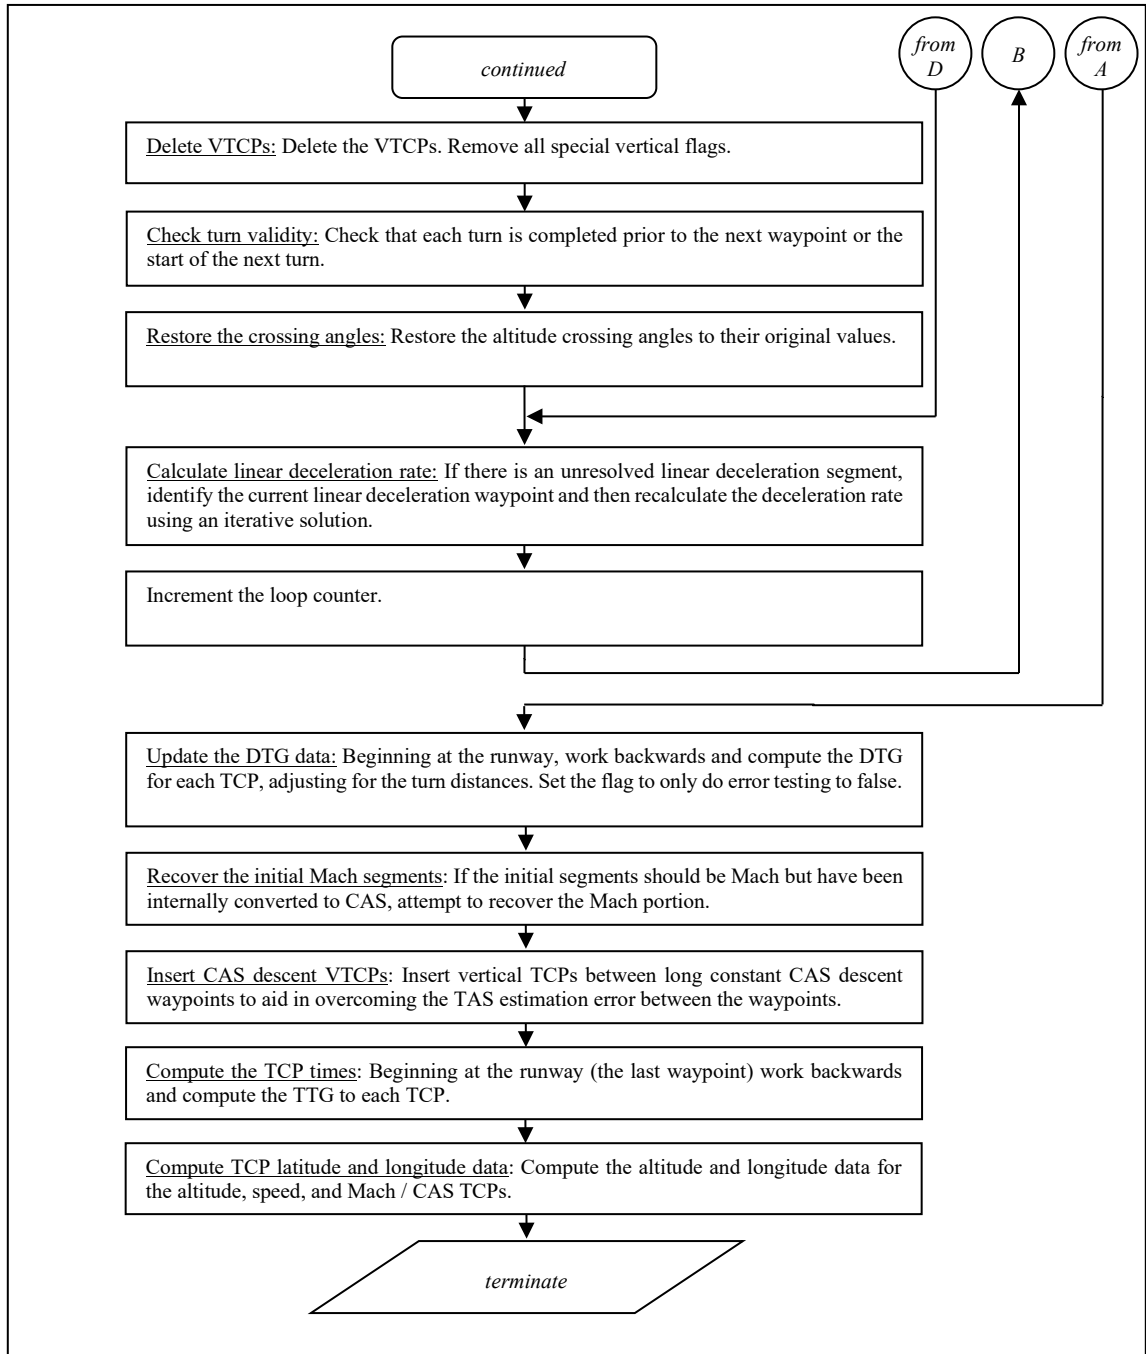 continued
from
D
B
from
A
Delete VTCPs: Delete the VTCPs. Remove all special vertical flags.
Check turn validity: Check that each turn is completed prior to the next waypoint or the
start of the next turn.
Restore the crossing angles: Restore the altitude crossing angles to their original values.
Calculate linear deceleration rate: If there is an unresolved linear deceleration segment,
identify the current linear deceleration waypoint and then recalculate the deceleration rate
using an iterative solution.
Increment the loop counter.
Update the DTG data: Beginning at the runway, work backwards and compute the DTG
for each TCP, adjusting for the turn distances. Set the flag to only do error testing to false.
Recover the initial Mach segments: If the initial segments should be Mach but have been
internally converted to CAS, attempt to recover the Mach portion.
Insert CAS descent VTCPs: Insert vertical TCPs between long constant CAS descent
waypoints to aid in overcoming the TAS estimation error between the waypoints.
Compute the TCP times: Beginning at the runway (the last waypoint) work backwards
and compute the TTG to each TCP.
Compute TCP latitude and longitude data: Compute the altitude and longitude data for
the altitude, speed, and Mach / CAS TCPs.
terminate